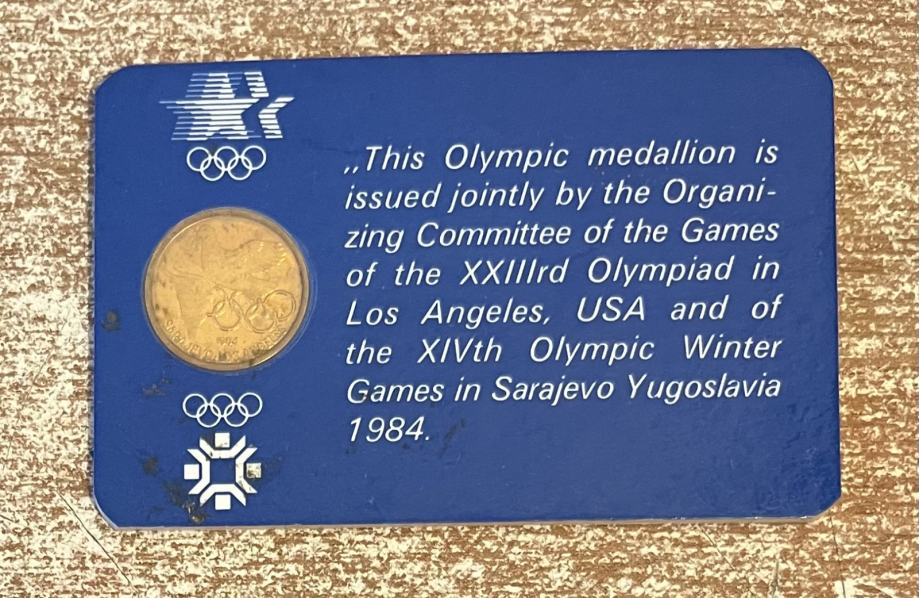 „This Olympic medallion is
issued jointly by the Organi-
zing Committee of the Games
of the XXIIIrd Olympiad in
Los Angeles, USA and of
the XIVth Olympic Winter
Games in Sarajevo Yugoslavia
1984.